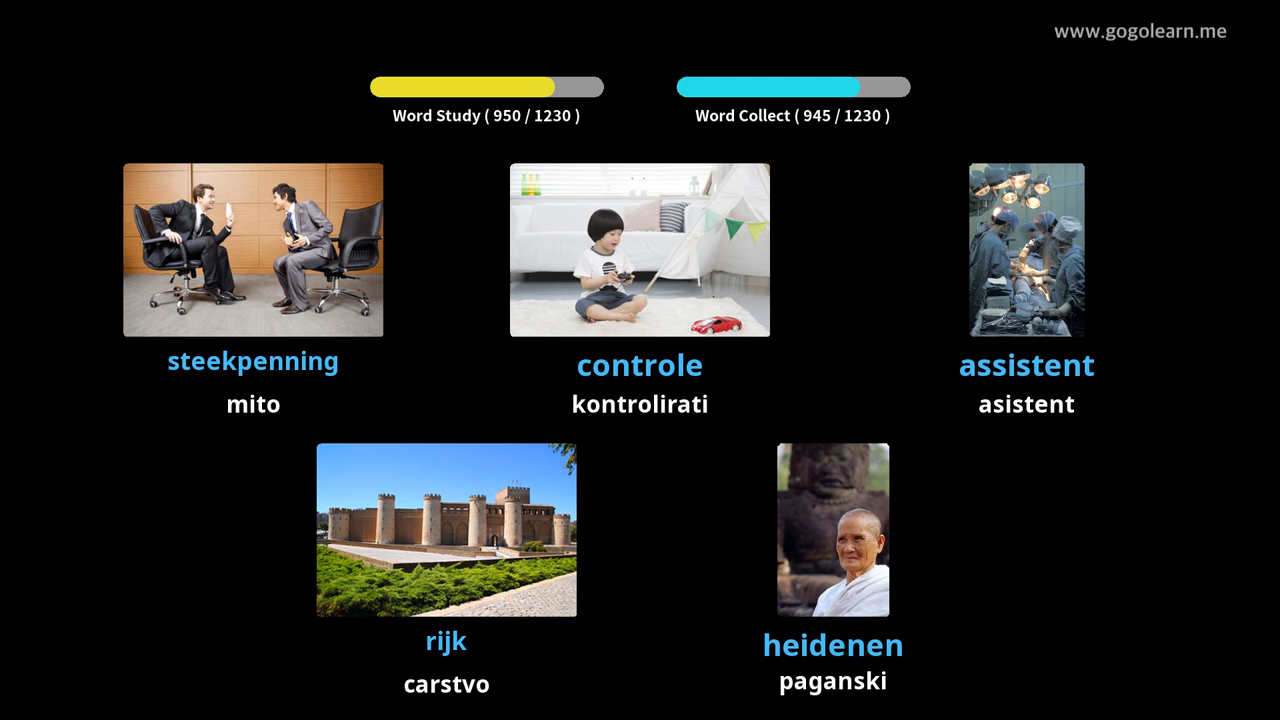 www.gogolearn.me
Word Study ( 950 / 1230 )
Word Collect ( 945 / 1230 )
steekpenning
controle
assistent
mito
kontrolirati
asistent
rijk
heidenen
carstvo
paganski